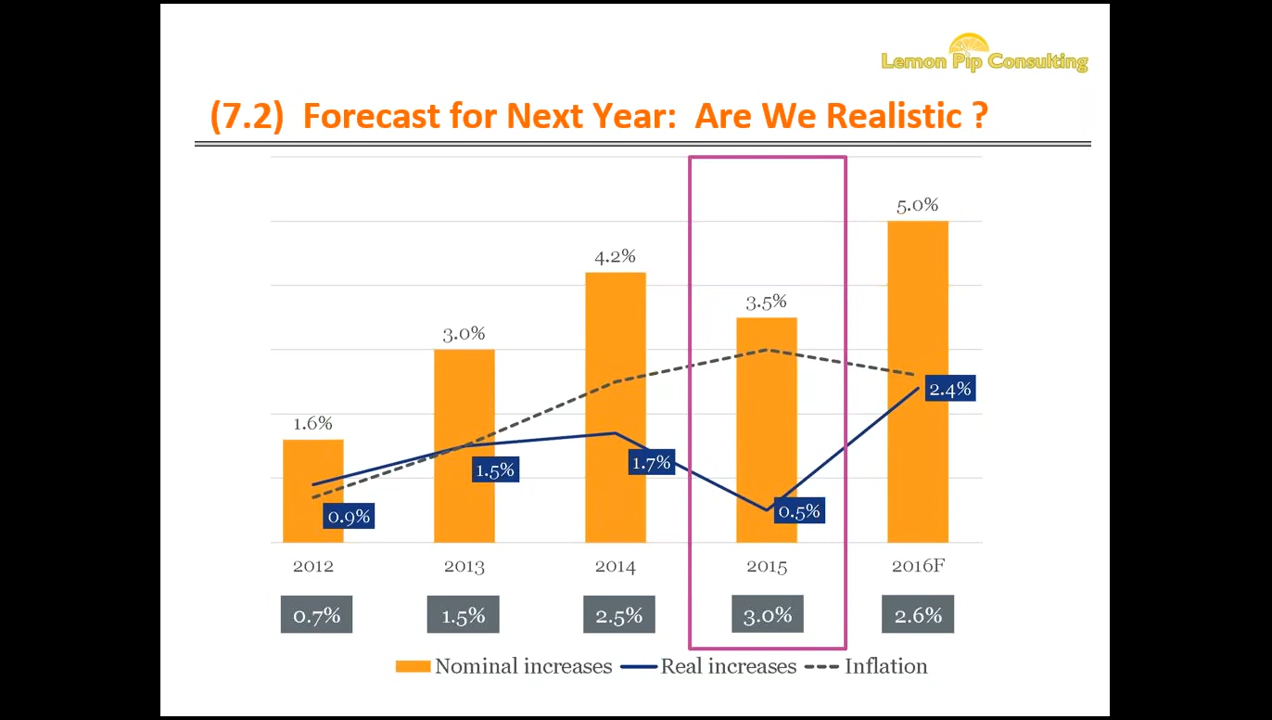 Lemon Pip Consulting
(7.2) Forecast for Next Year: Are We Realistic ?
5.0%
4.2%
3.5%
3.0%
2.4%
1.6%
1.7%
1.5%
0.5%
0.9%
2012 2013 2014 2015 2016F
0.7% 1.5% 2.5% 3.0% 2.6%
Nominal increases Real increases Inflation